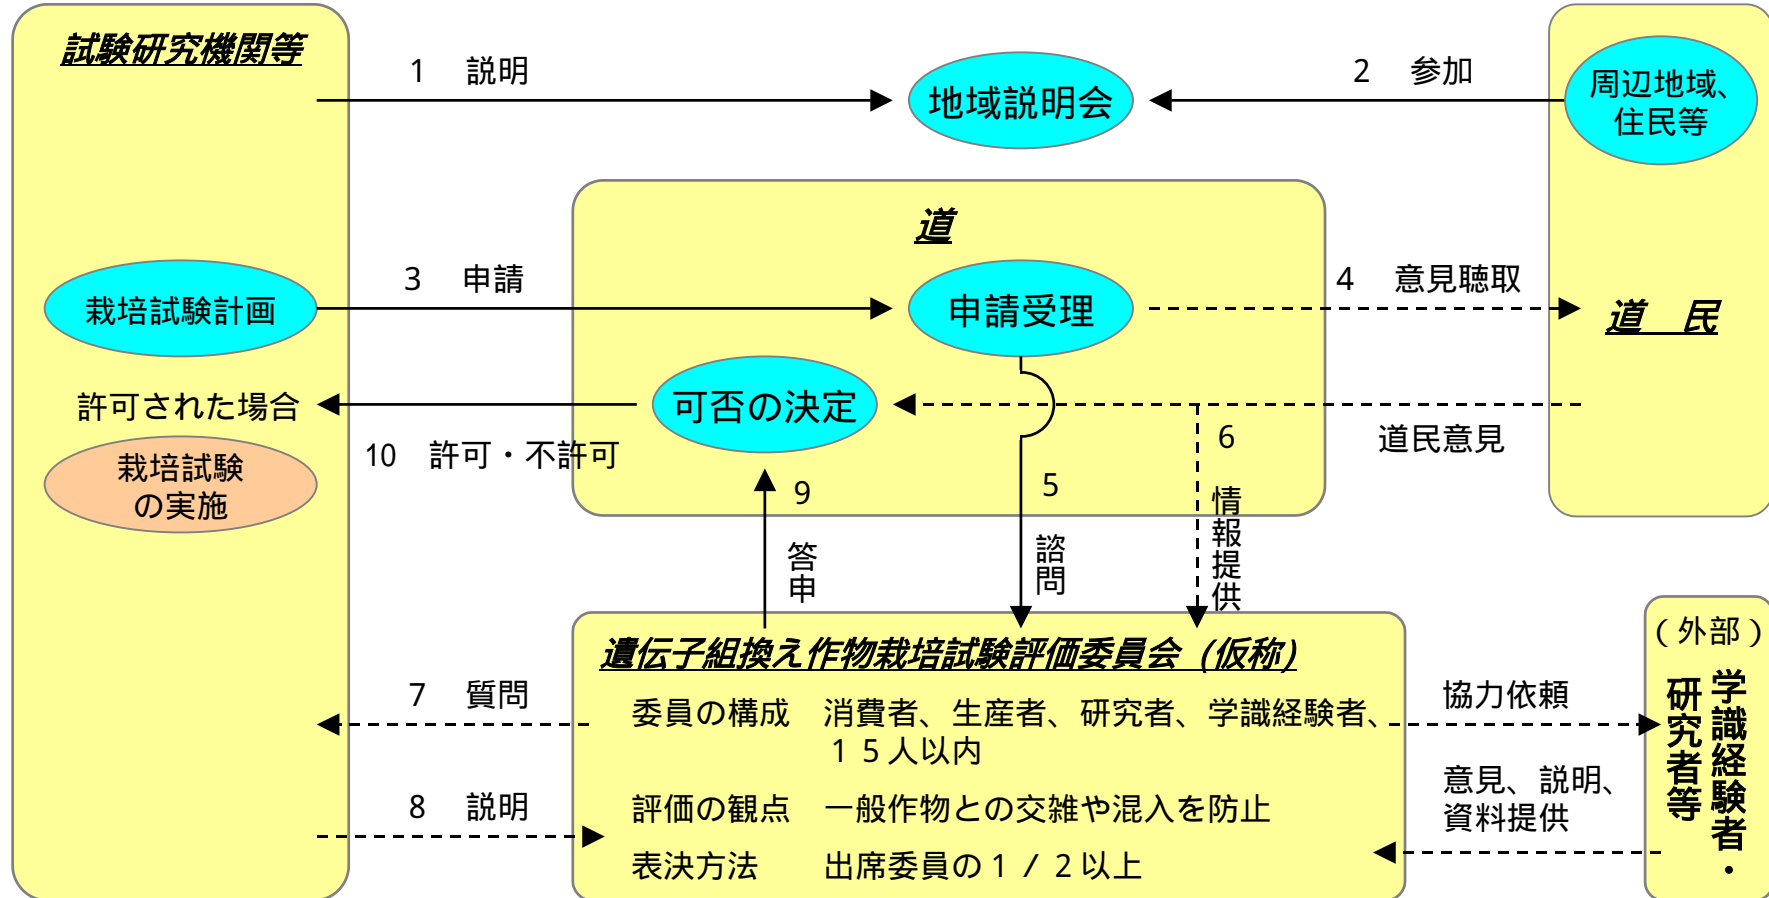 試験研究機関等
1　説明
地域説明会
2　参加
周辺地域、
住民等
道
栽培試験計画
3　申請
申請受理
4　意見聴取
道　民
許可された場合
可否の決定
道民意見
10　許可・不許可
栽培試験
の実施
9
答申
5
諮問
6
情報提供
遺伝子組換え作物栽培試験評価委員会（仮称）
7　質問
委員の構成　消費者、生産者、研究者、学識経験者、
１５人以内
8　説明
評価の観点　一般作物との交雑や混入を防止
表決方法　出席委員の１／２以上
協力依頼
意見、説明、
資料提供
（外部）
学識経験者・
研究者等